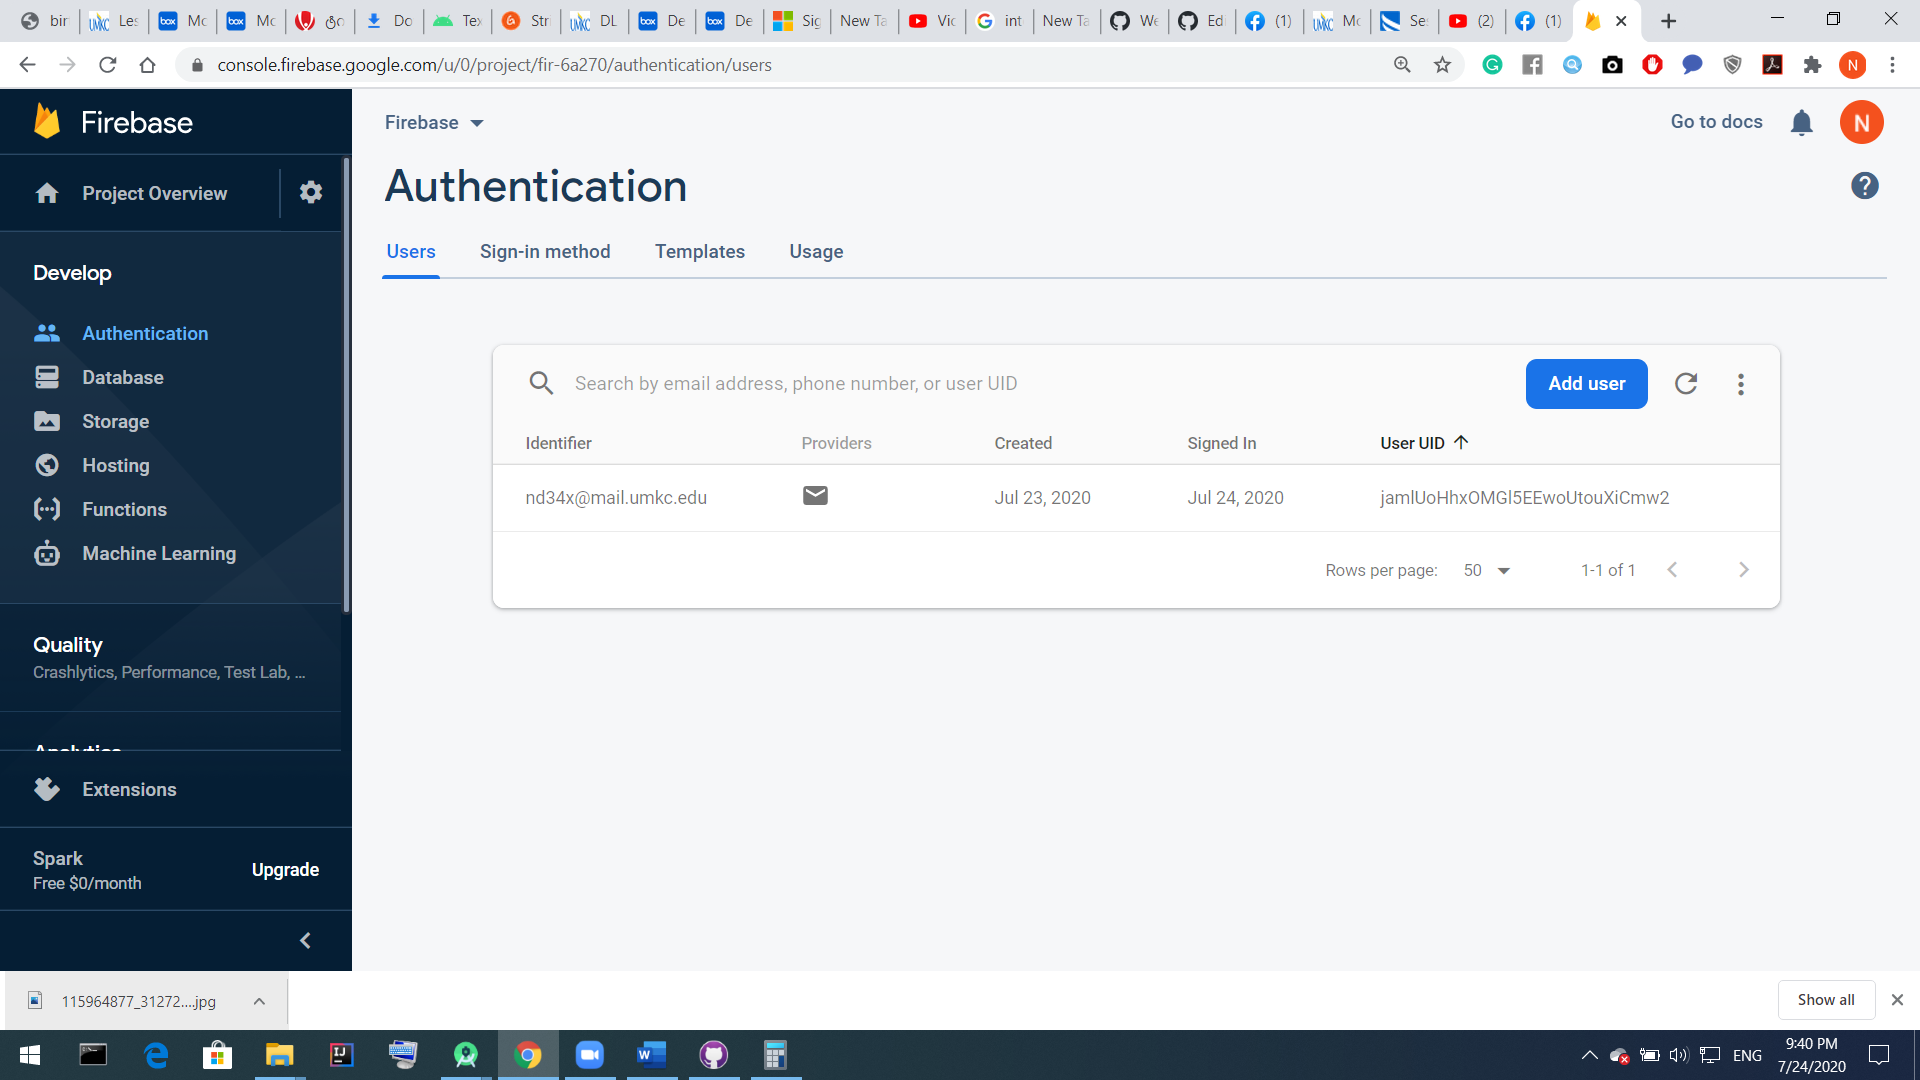 bir
Les
Mo
Mc
Do
Tex
Str
DL
De
De
Sig
New Ta
Vic
int
New Ta
We
Ed
(1)
Mc
Se
(2)
(1)
console.firebase.google.com/u/0/project/fir-6a270/authentication/users
N
Firebase
Project Overview
Develop
Authentication
Database
Storage
Hosting
Functions
Machine Learning
Quality
Crashlytics, Performance, Test Lab, ...
Analytics
Extensions
Spark
Free $0/month
Upgrade
Firebase
Go to docs
N
Authentication
Users
Sign-in method
Templates
Usage
Search by email address, phone number, or user UID
Add user
Identifier
Providers
Created
Signed In
User UID
nd34x@mail.umkc.edu
Jul 23, 2020
Jul 24, 2020
jamlUoHhxOMGl5EEwoUtouXiCmw2
Rows per page:
50
1-1 of 1
115964877_31272....jpg
Show all
ENG
9:40 PM
7/24/2020